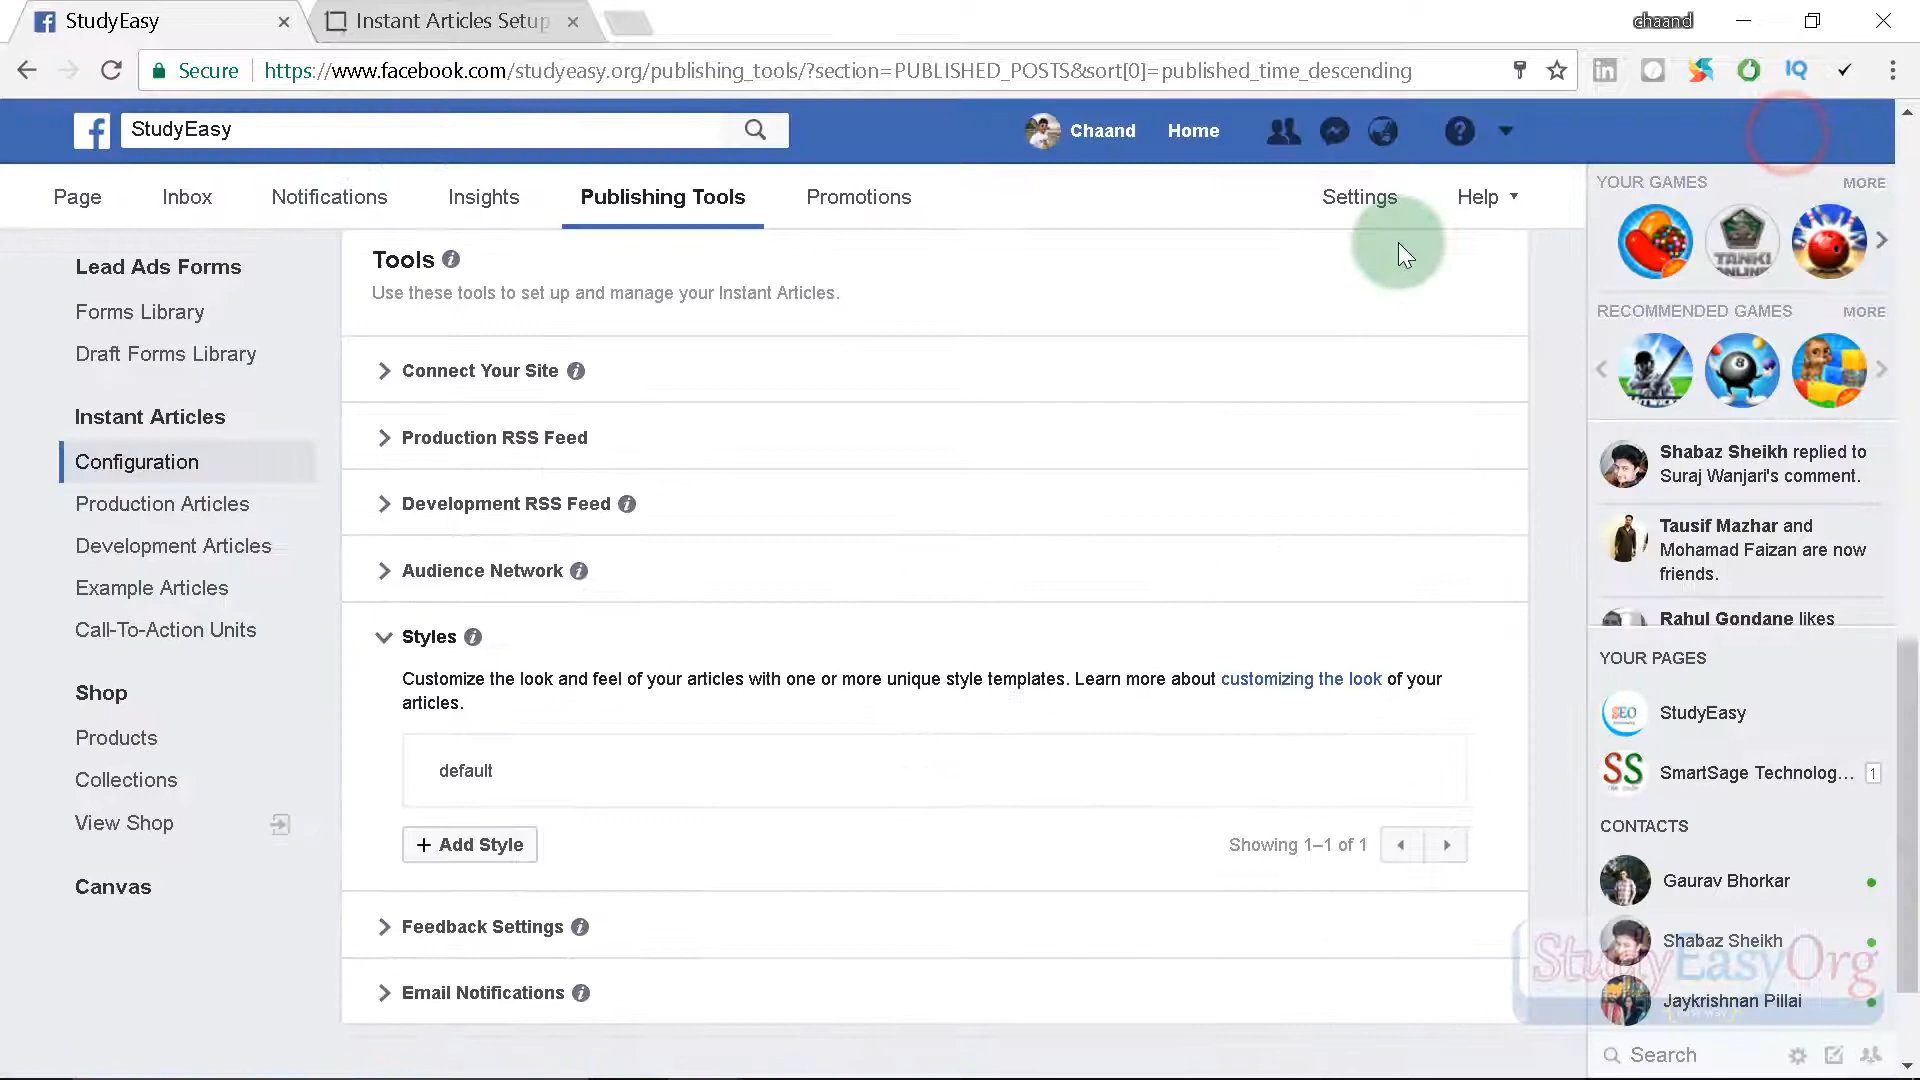 StudyEasy
Instant Articles Setup
chaand
Secure
https://www.facebook.com/studyeasy.org/publishing_tools/?section=PUBLISHED_POSTS&sort[0]=published_time_descending
in
IQ
StudyEasy
Chaand
Home
Page
Inbox
Notifications
Insights
Publishing Tools
Promotions
Settings
Help
Lead Ads Forms
Forms Library
Draft Forms Library
Instant Articles
Configuration
Production Articles
Development Articles
Example Articles
Call-To-Action Units
Shop
Products
Collections
View Shop
Canvas
Tools
Use these tools to set up and manage your Instant Articles.
Connect Your Site
Production RSS Feed
Development RSS Feed
Audience Network
Styles
Customize the look and feel of your articles with one or more unique style templates. Learn more about customizing the look of your
articles.
default
+ Add Style
Showing 1–1 of 1
Feedback Settings
Email Notifications
YOUR GAMES
MORE
TANKI
ONLINE
RECOMMENDED GAMES
MORE
8
Shabaz Sheikh replied to
Suraj Wanjari's comment.
Tausif Mazhar and
Mohamad Faizan are now
friends.
Rahul Gondane likes
YOUR PAGES
SEO
StudyEasy
SS
SmartSage Technolog...
1
CONTACTS
Gaurav Bhorkar
Shabaz Sheikh
Jaykrishnan Pillai
StudyEasyOrg
Search